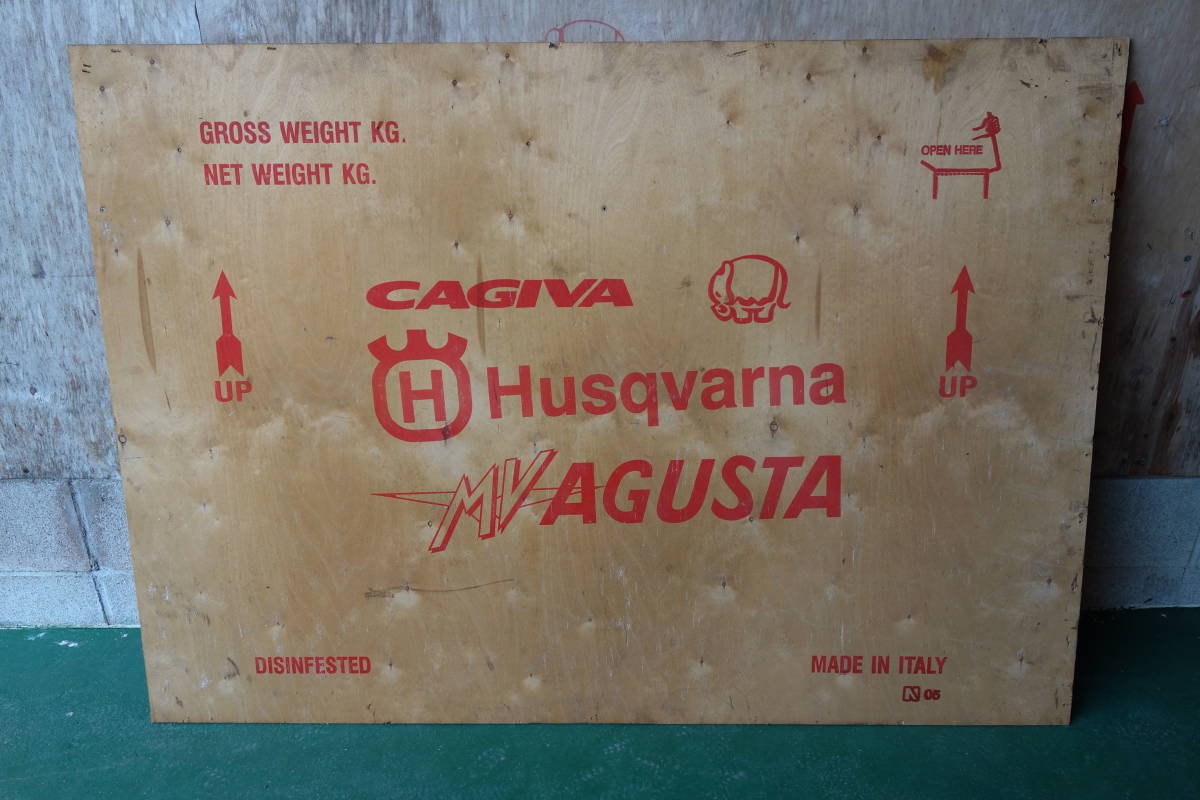 GROSS WEIGHT KG.
NET WEIGHT KG.
OPEN HERE
UP
UP
CAGIVA
H Husqvarna
MV AGUSTA
DISINFESTED
MADE IN ITALY
N 05